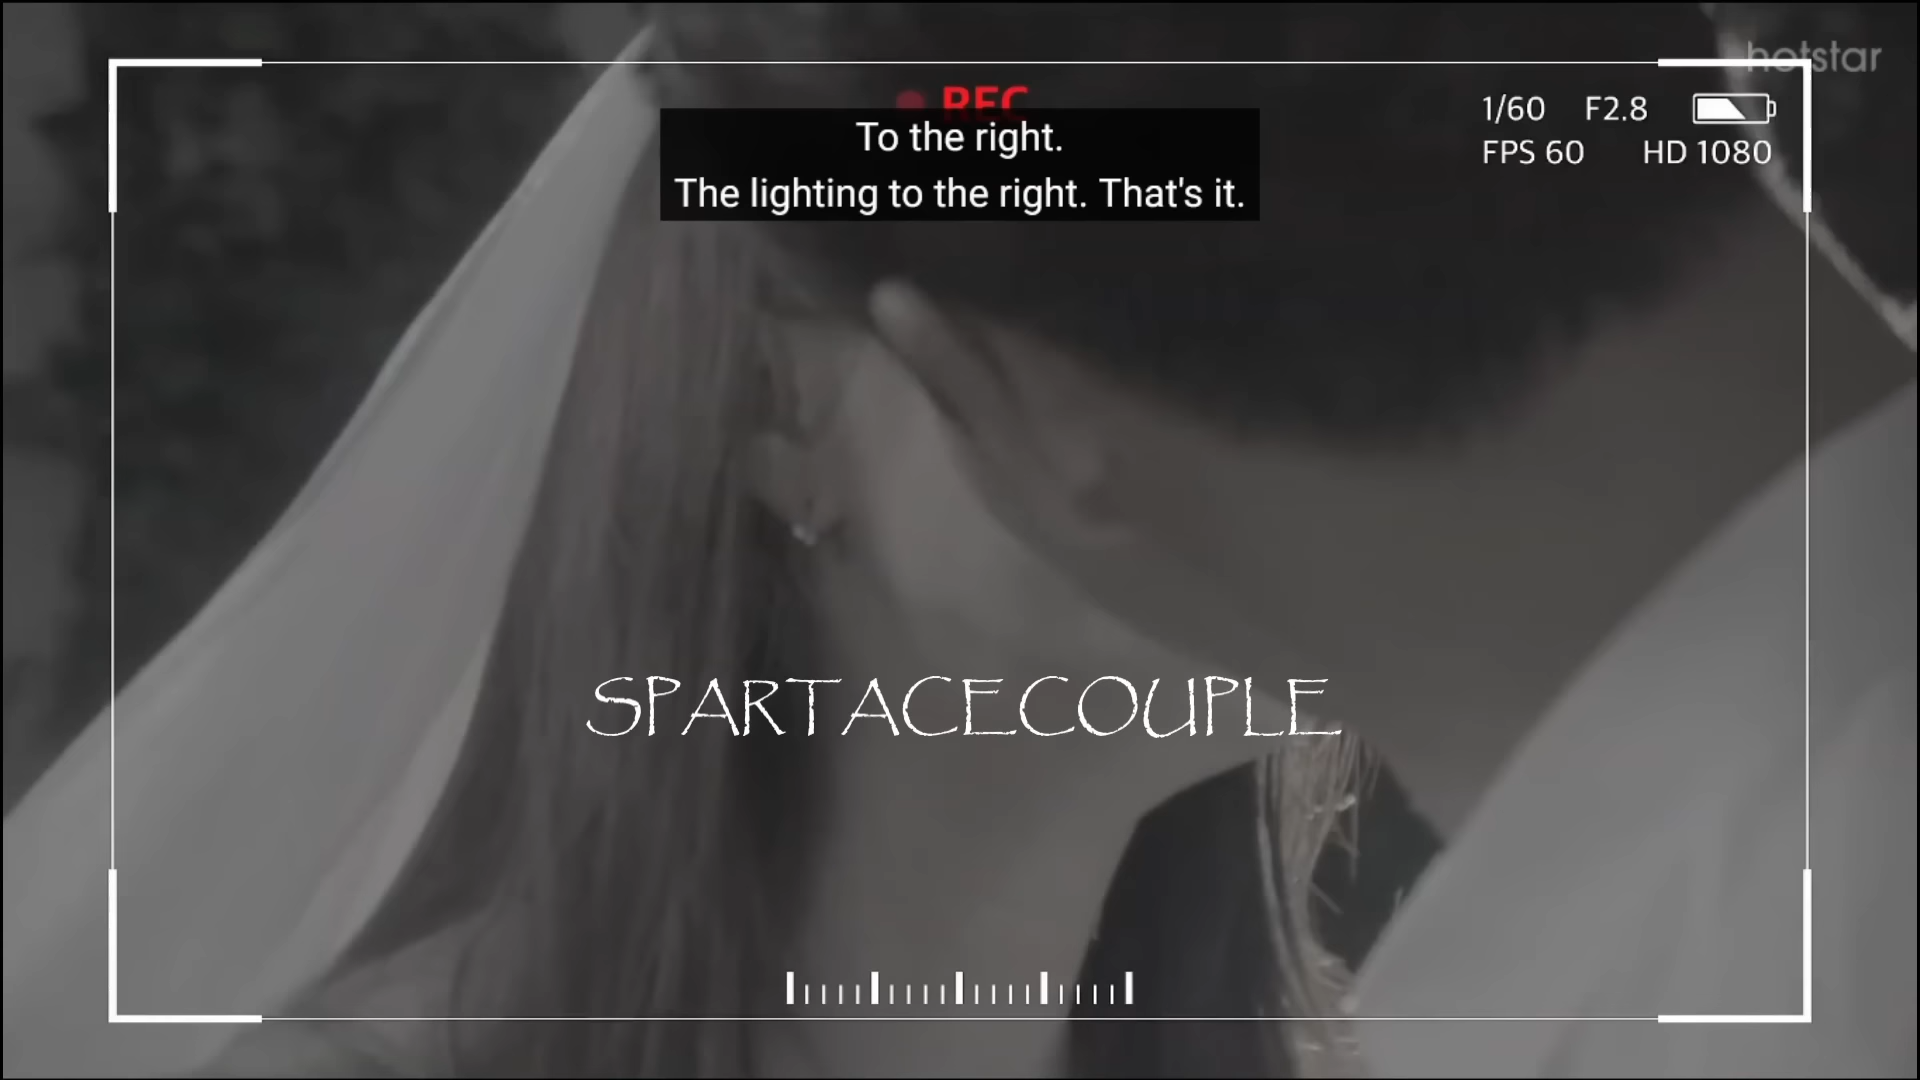 hotstar
REC
1/60 F2.8
FPS 60 HD 1080
To the right.
The lighting to the right. That's it.
SPARTACECOUPLE